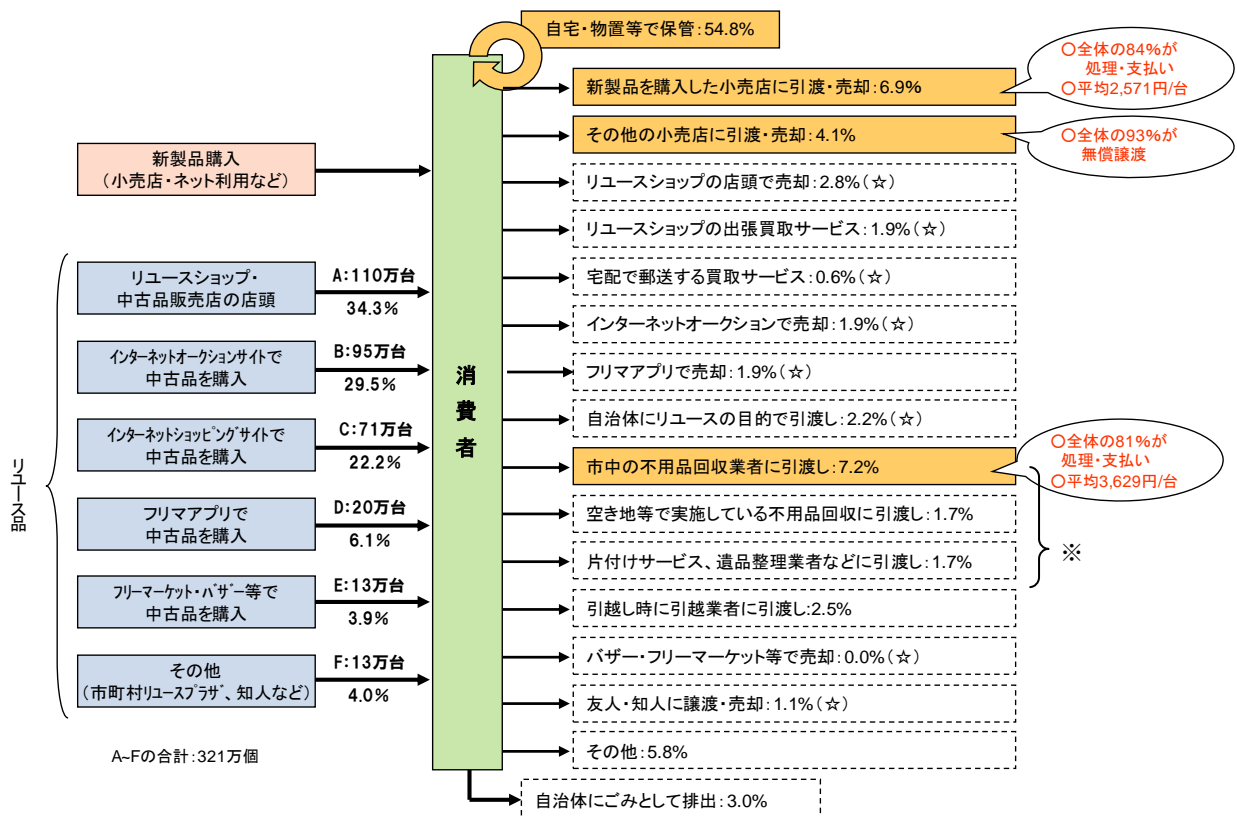 自宅・物置等で保管：54.8%
○全体の84%が
処理・支払い
○平均2,571円/台
新製品を購入した小売店に引渡・売却：6.9%
その他の小売店に引渡・売却：4.1%
○全体の93%が
無償譲渡
新製品購入
（小売店・ネット利用など）
リユースショップの店頭で売却：2.8%（☆）
リユースショップの出張買取サービス：1.9%（☆）
リユースショップ・
中古品販売店の店頭
A：110万台
34.3%
宅配で郵送する買取サービス：0.6%（☆）
インターネットオークションで売却：1.9%（☆）
インターネットオークションサイトで
中古品を購入
B：95万台
29.5%
フリマアプリで売却：1.9%（☆）
消費者
自治体にリユースの目的で引渡し：2.2%（☆）
インターネットショッピングサイトで
中古品を購入
C：71万台
22.2%
市中の不用品回収業者に引渡し：7.2%
○全体の81%が
処理・支払い
○平均3,629円/台
リユース品
フリマアプリで
中古品を購入
D：20万台
6.1%
空き地等で実施している不用品回収に引渡し：1.7%
片付けサービス、遺品整理業者などに引渡し：1.7%
※
フリーマーケット・バザー等で
中古品を購入
E：13万台
3.9%
引越し時に引越業者に引渡し:2.5%
バザー・フリーマーケット等で売却：0.0%（☆）
その他
（市町村リユースプラザ、知人など）
F：13万台
4.0%
友人・知人に譲渡・売却：1.1%（☆）
その他：5.8%
A~Fの合計：321万個
自治体にごみとして排出：3.0%